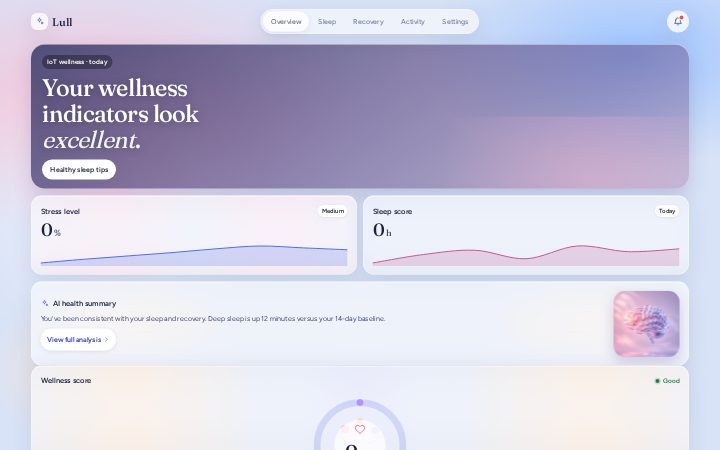 Lull
Overview
Sleep
Recovery
Activity
Settings
IoT wellness · today
Your wellness
indicators look
excellent.
Healthy sleep tips
Stress level
Medium
0%
Sleep score
Today
0h
AI health summary
You've been consistent with your sleep and recovery. Deep sleep is up 12 minutes versus your 14-day baseline.
View full analysis
Wellness score
Good
0